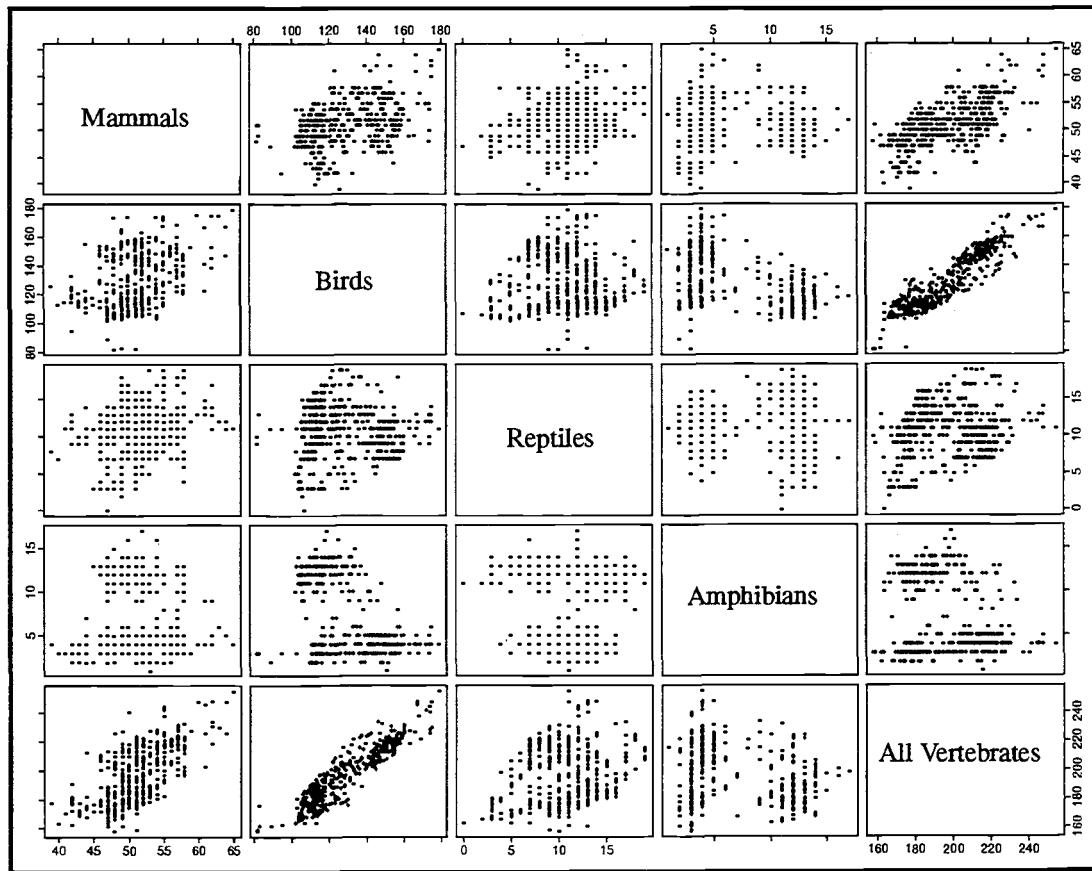 80 100 120 140 160 180
5 10 15
Mammals
40 45 50 55 60 65
80 100 120 140 160 180
Birds
Reptiles
0 5 10 15
5 10 15
Amphibians
All Vertebrates
160 180 200 220 240
40 45 50 55 60 65
0 5 10 15
160 180 200 220 240